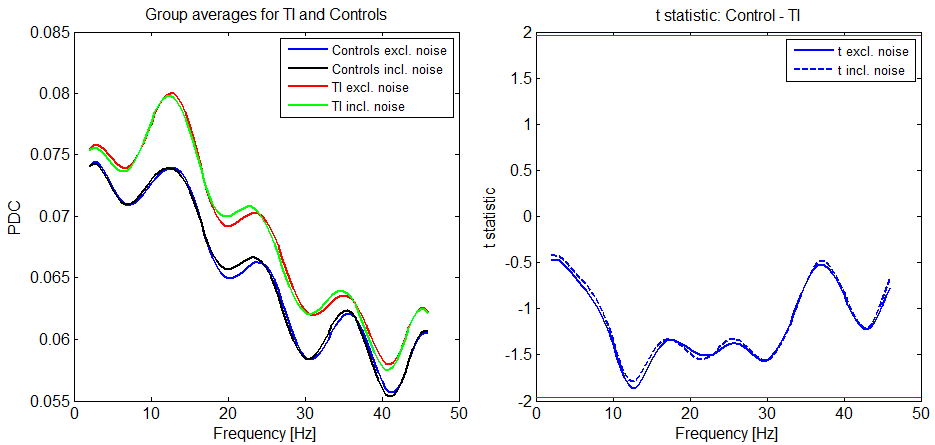 Group averages for TI and Controls
0.085
0.08
0.075
0.07
0.065
0.06
0.055
PDC
Controls excl. noise
Controls incl. noise
TI excl. noise
TI incl. noise
0
10
20
30
40
50
Frequency [Hz]
t statistic: Control - TI
2
1.5
1
0.5
0
-0.5
-1
-1.5
-2
t statistic
t excl. noise
t incl. noise
0
10
20
30
40
50
Frequency [Hz]